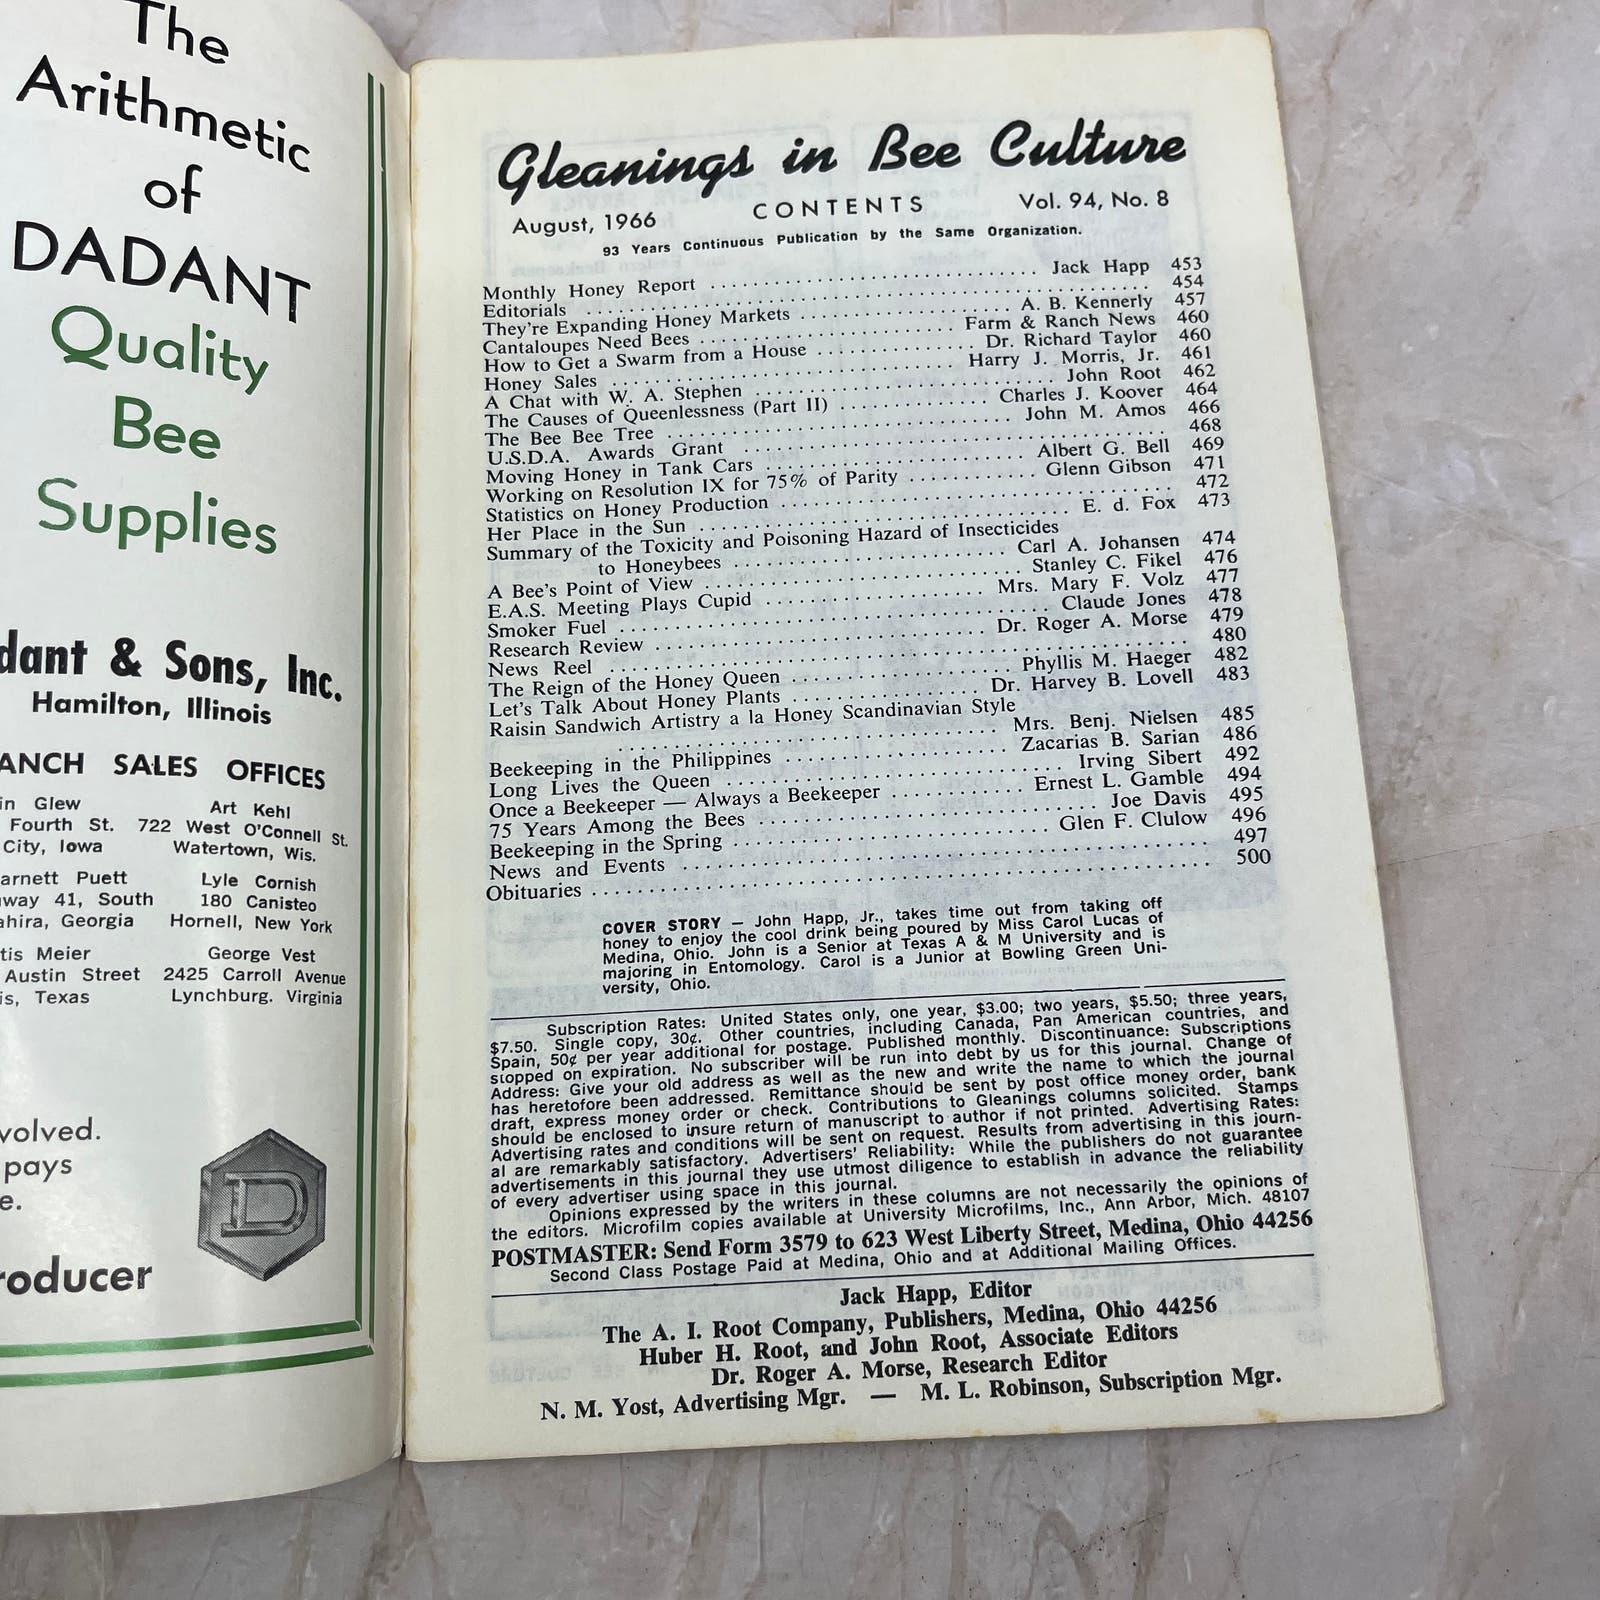 The
Arithmetic
of
DADANT
Quality
Bee
Supplies
dant & Sons, Inc.
Hamilton, Illinois
ANCH SALES OFFICES
in Glew
Fourth St.
City, Iowa
Art Kehl
722 West O'Connell St.
Watertown, Wis.
arnett Puett
way 41, South
ahira, Georgia
Lyle Cornish
180 Canisteo
Hornell, New York
tis Meier
Austin Street
is, Texas
George Vest
2425 Carroll Avenue
Lynchburg. Virginia
volved.
pays
e.
roducer
D
Gleanings in Bee Culture
August, 1966 CONTENTS Vol. 94, No. 8
93 Years Continuous Publication by the Same Organization.
Monthly Honey Report ........ Jack Happ 453
Editorials ........ 454
They're Expanding Honey Markets ........ A. B. Kennerly 457
Cantaloupes Need Bees ........ Farm & Ranch News 460
How to Get a Swarm from a House ........ Dr. Richard Taylor 460
Honey Sales ........ Harry J. Morris, Jr. 461
A Chat with W. A. Stephen ........ John Root 462
The Causes of Queenlessness (Part II) ........ Charles J. Koover 464
The Bee Bee Tree ........ John M. Amos 466
U.S.D.A. Awards Grant ........ 468
Moving Honey in Tank Cars ........ Albert G. Bell 469
Working on Resolution IX for 75% of Parity ........ Glenn Gibson 471
Statistics on Honey Production ........ 472
Her Place in the Sun ........ E. d. Fox 473
Summary of the Toxicity and Poisoning Hazard of Insecticides
to Honeybees ........ Carl A. Johansen 474
A Bee's Point of View ........ Stanley C. Fikel 476
E.A.S. Meeting Plays Cupid ........ Mrs. Mary F. Volz 477
Smoker Fuel ........ Claude Jones 478
Research Review ........ Dr. Roger A. Morse 479
News Reel ........ 480
The Reign of the Honey Queen ........ Phyllis M. Haeger 482
Let's Talk About Honey Plants ........ Dr. Harvey B. Lovell 483
Raisin Sandwich Artistry a la Honey Scandinavian Style
........ Mrs. Benj. Nielsen 485
Beekeeping in the Philippines ........ Zacarias B. Sarian 486
Long Lives the Queen ........ Irving Sibert 492
Once a Beekeeper — Always a Beekeeper ........ Ernest L. Gamble 494
75 Years Among the Bees ........ Joe Davis 495
Beekeeping in the Spring ........ Glen F. Clulow 496
News and Events ........ 497
Obituaries ........ 500
COVER STORY — John Happ, Jr., takes time out from taking off
honey to enjoy the cool drink being poured by Miss Carol Lucas of
Medina, Ohio. John is a Senior at Texas A & M University and is
majoring in Entomology. Carol is a Junior at Bowling Green Uni-
versity, Ohio.
Subscription Rates: United States only, one year, $3.00; two years, $5.50; three years,
$7.50. Single copy, 30¢. Other countries, including Canada, Pan American countries, and
Spain, 50¢ per year additional for postage. Published monthly. Discontinuance: Subscriptions
stopped on expiration. No subscriber will be run into debt by us for this journal. Change of
Address: Give your old address as well as the new and write the name to which the journal
has heretofore been addressed. Remittance should be sent by post office money order, bank
draft, express money order or check. Contributions to Gleanings columns solicited. Stamps
should be enclosed to insure return of manuscript to author if not printed. Advertising Rates:
Advertising rates and conditions will be sent on request. Results from advertising in this journ-
al are remarkably satisfactory. Advertisers' Reliability: While the publishers do not guarantee
advertisements in this journal they use utmost diligence to establish in advance the reliability
of every advertiser using space in this journal.
Opinions expressed by the writers in these columns are not necessarily the opinions of
the editors. Microfilm copies available at University Microfilms, Inc., Ann Arbor, Mich. 48107
POSTMASTER: Send Form 3579 to 623 West Liberty Street, Medina, Ohio 44256
Second Class Postage Paid at Medina, Ohio and at Additional Mailing Offices.
Jack Happ, Editor
The A. I. Root Company, Publishers, Medina, Ohio 44256
Huber H. Root, and John Root, Associate Editors
Dr. Roger A. Morse, Research Editor
N. M. Yost, Advertising Mgr. — M. L. Robinson, Subscription Mgr.